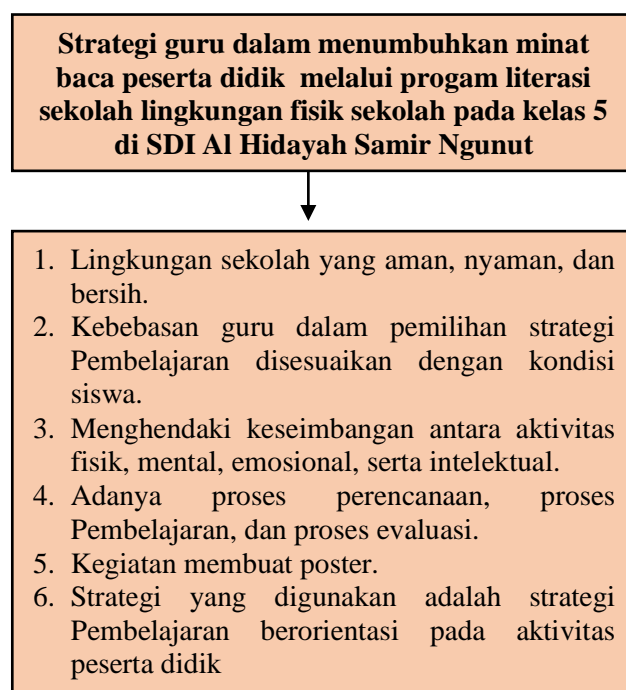 Strategi guru dalam menumbuhkan minat
baca peserta didik melalui progam literasi
sekolah lingkungan fisik sekolah pada kelas 5
di SDI Al Hidayah Samir Ngunut
1. Lingkungan sekolah yang aman, nyaman, dan
bersih.
2. Kebebasan guru dalam pemilihan strategi
Pembelajaran disesuaikan dengan kondisi
siswa.
3. Menghendaki keseimbangan antara aktivitas
fisik, mental, emosional, serta intelektual.
4. Adanya proses perencanaan, proses
Pembelajaran, dan proses evaluasi.
5. Kegiatan membuat poster.
6. Strategi yang digunakan adalah strategi
Pembelajaran berorientasi pada aktivitas
peserta didik